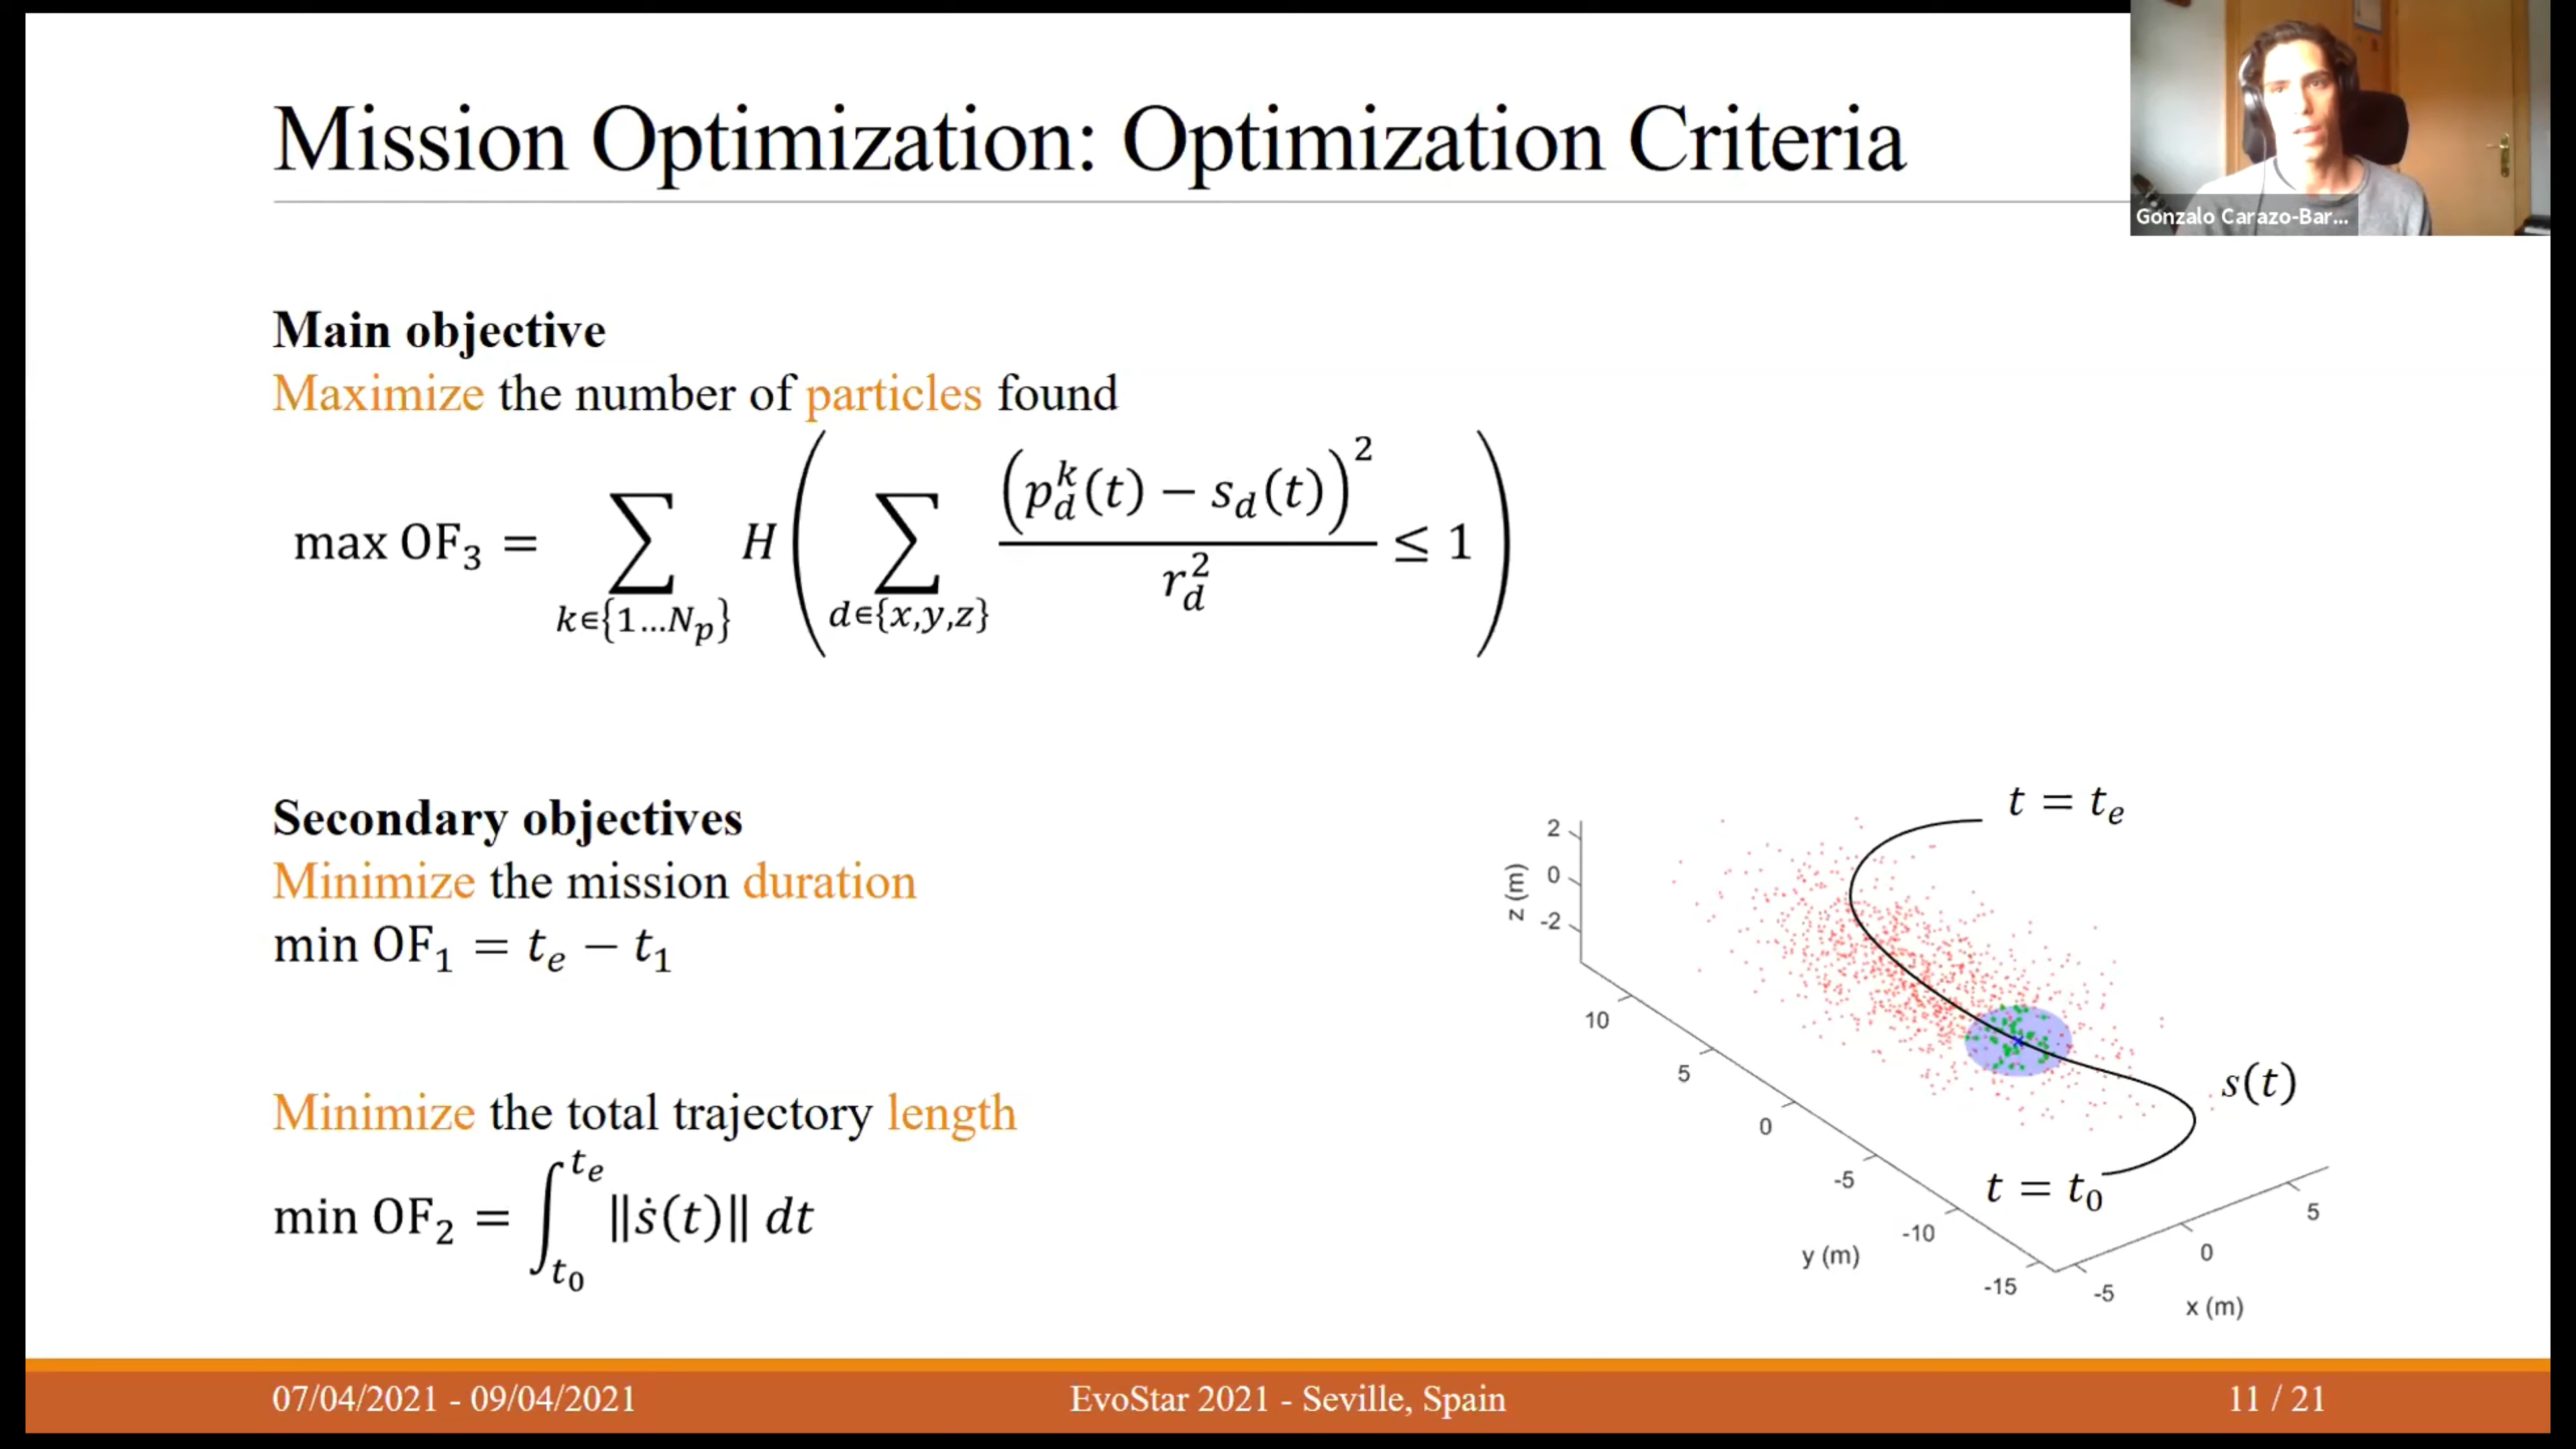 Mission Optimization: Optimization Criteria
Gonzalo Carazo-Bar...
Main objective
Maximize the number of particles found
max OF₃ = ∑_{k∈{1…N_p}} H ( ∑_{d∈{x,y,z}} (p_d^k(t) − s_d(t))² / r_d² ≤ 1 )
Secondary objectives
Minimize the mission duration
min OF₁ = t_e − t₁
Minimize the total trajectory length
min OF₂ = ∫_{t₀}^{t_e} ‖ṡ(t)‖ dt
t = t_e
s(t)
t = t₀
z (m)
2
0
-2
10
5
0
-5
-10
-15
y (m)
-5
0
5
x (m)
07/04/2021 - 09/04/2021
EvoStar 2021 - Seville, Spain
11 / 21